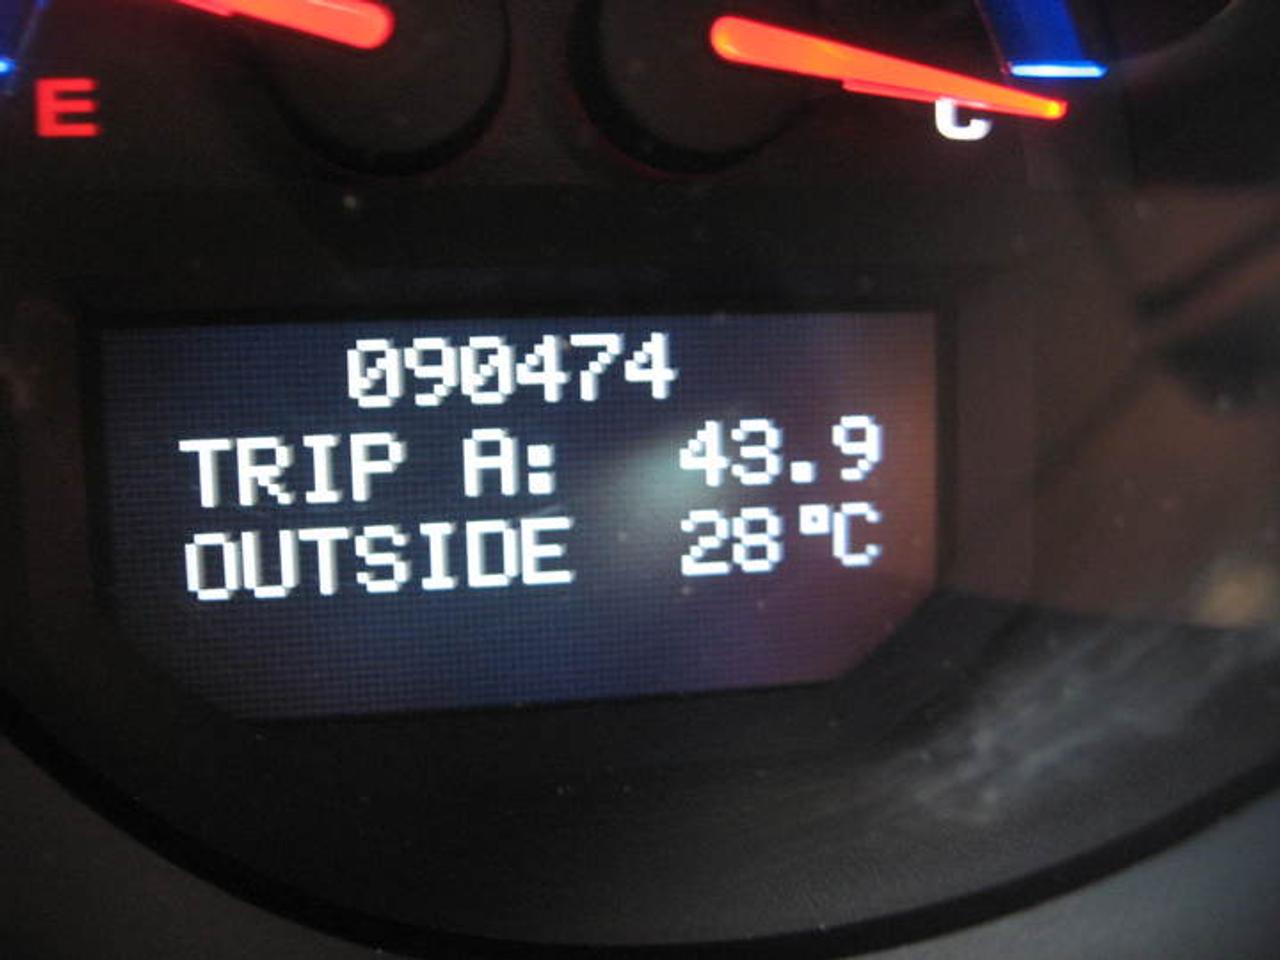 E
C
090474
TRIP A: 43.9
OUTSIDE 28°C